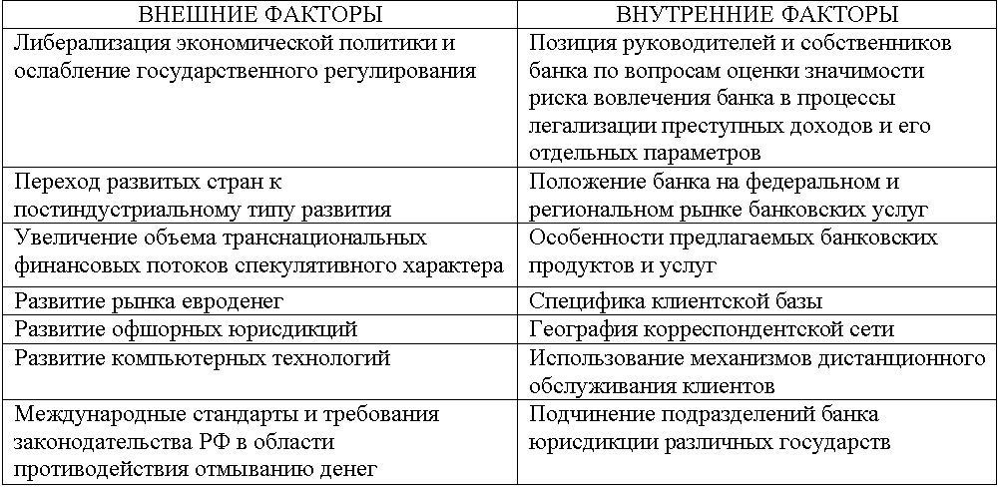 ВНЕШНИЕ ФАКТОРЫ
ВНУТРЕННИЕ ФАКТОРЫ
Либерализация экономической политики и
ослабление государственного регулирования
Позиция руководителей и собственников
банка по вопросам оценки значимости
риска вовлечения банка в процессы
легализации преступных доходов и его
отдельных параметров
Переход развитых стран к
постиндустриальному типу развития
Положение банка на федеральном и
региональном рынке банковских услуг
Увеличение объема транснациональных
финансовых потоков спекулятивного характера
Особенности предлагаемых банковских
продуктов и услуг
Развитие рынка евроденег
Специфика клиентской базы
Развитие офшорных юрисдикций
География корреспондентской сети
Развитие компьютерных технологий
Использование механизмов дистанционного
обслуживания клиентов
Международные стандарты и требования
законодательства РФ в области
противодействия отмыванию денег
Подчинение подразделений банка
юрисдикции различных государств